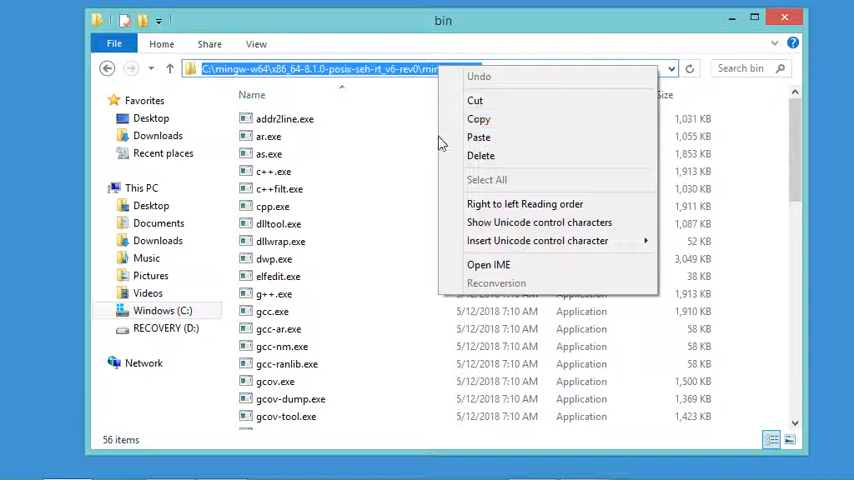 bin
File Home Share View
C:\mingw-w64\x86_64-8.1.0-posix-seh-rt_v6-rev0\
Search bin
Name
Size
Favorites
Desktop
Downloads
Recent places
This PC
Desktop
Documents
Downloads
Music
Pictures
Videos
Windows (C:)
RECOVERY (D:)
Network
addr2line.exe 1,031 KB
ar.exe 1,055 KB
as.exe 1,853 KB
c++.exe 1,913 KB
c++filt.exe 1,030 KB
cpp.exe 1,911 KB
dlltool.exe 1,087 KB
dllwrap.exe 52 KB
dwp.exe 3,049 KB
elfedit.exe 38 KB
g++.exe 5/12/2018 7:10 AM Application 1,913 KB
gcc.exe 5/12/2018 7:10 AM Application 1,910 KB
gcc-ar.exe 5/12/2018 7:10 AM Application 58 KB
gcc-nm.exe 5/12/2018 7:10 AM Application 58 KB
gcc-ranlib.exe 5/12/2018 7:10 AM Application 58 KB
gcov.exe 5/12/2018 7:10 AM Application 1,500 KB
gcov-dump.exe 5/12/2018 7:10 AM Application 1,369 KB
gcov-tool.exe 5/12/2018 7:10 AM Application 1,423 KB
Undo
Cut
Copy
Paste
Delete
Select All
Right to left Reading order
Show Unicode control characters
Insert Unicode control character
Open IME
Reconversion
56 items